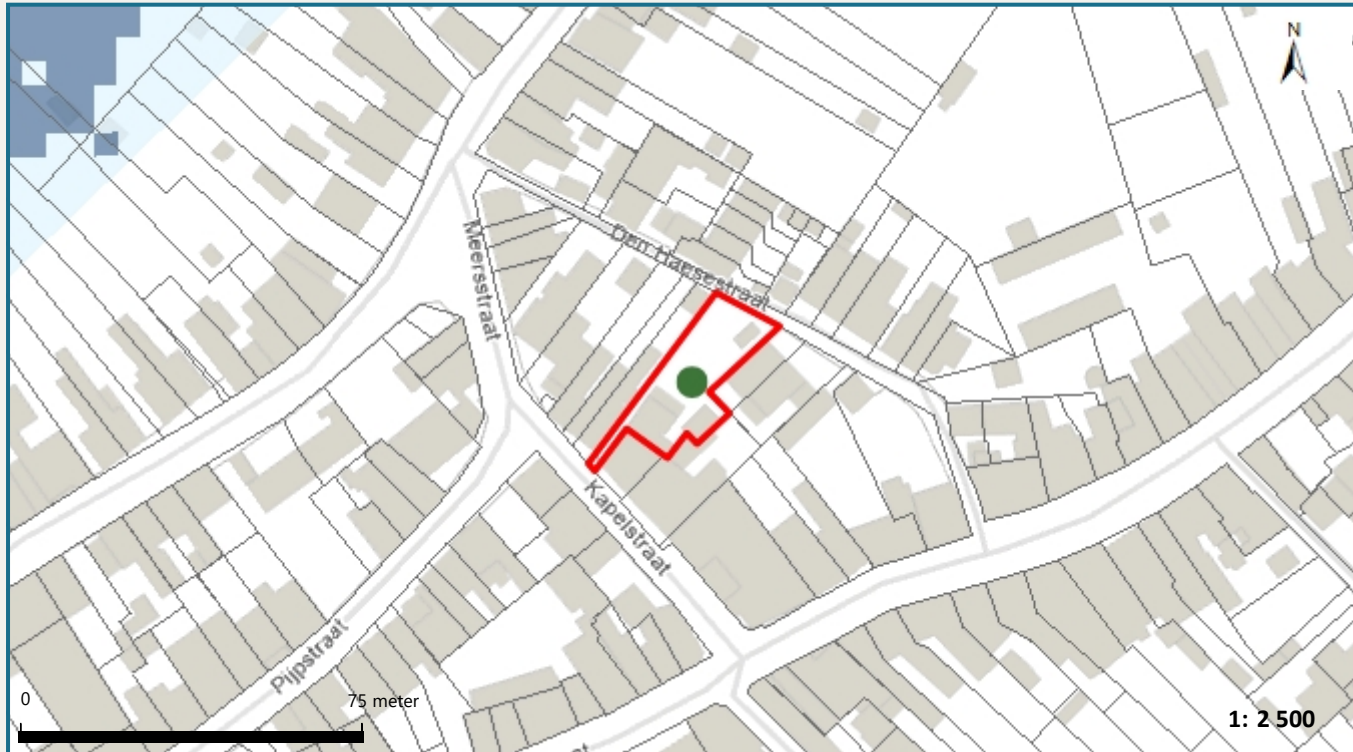 N
Den Haesestraat
Meersstraat
Kapelstraat
Pijpstraat
0
75 meter
1: 2 500